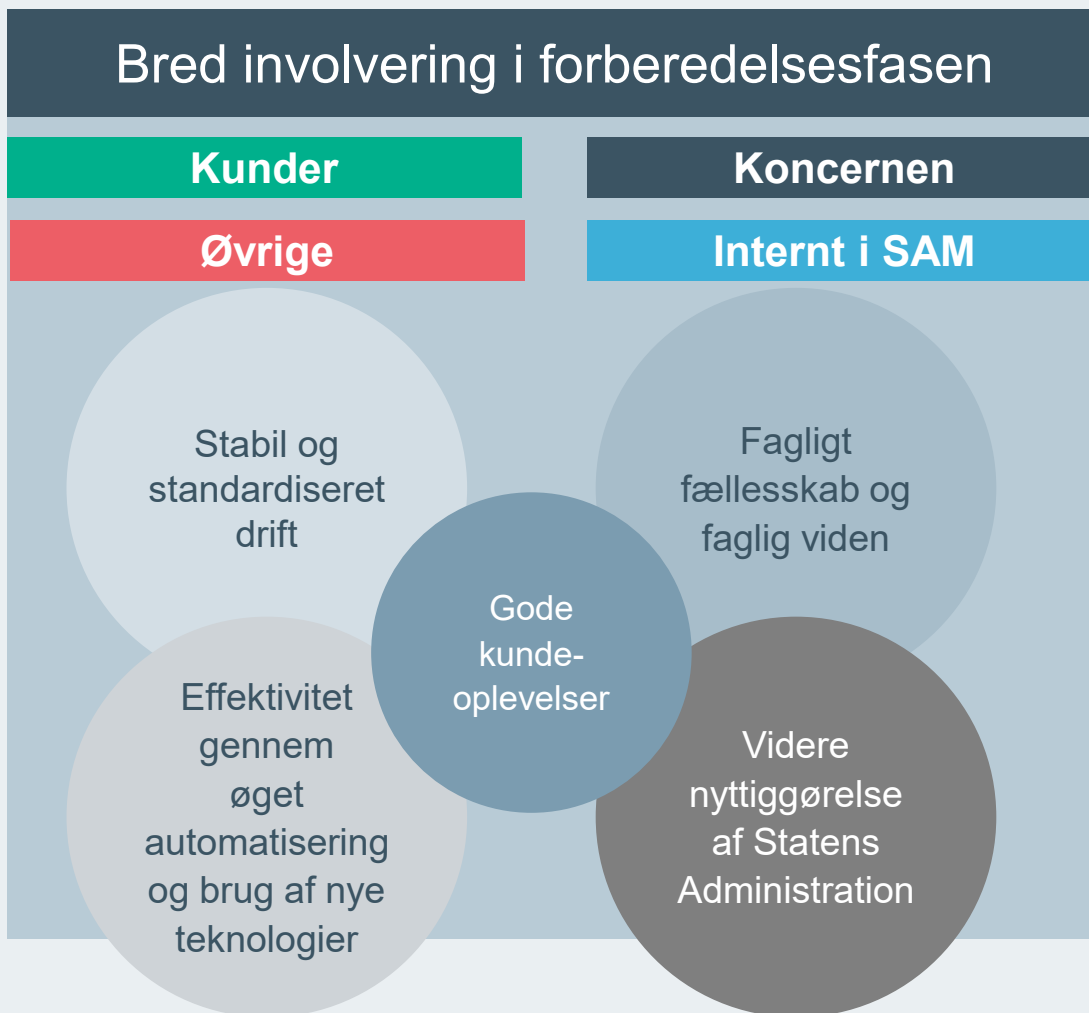 Bred involvering i forberedelsesfasen
Kunder
Koncernen
Øvrige
Internt i SAM
Stabil og
standardiseret
drift
Fagligt
fællesskab og
faglig viden
Gode
kunde-
oplevelser
Effektivitet
gennem
øget
automatisering
og brug af nye
teknologier
Videre
nyttiggørelse
af Statens
Administration